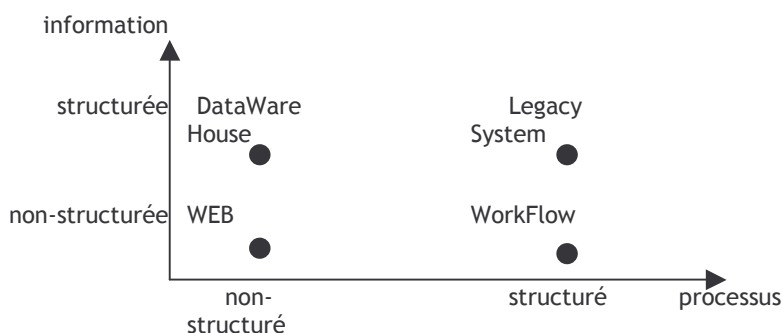 information
structurée DataWare Legacy
House System
non-structurée WEB WorkFlow
non- structuré processus
structuré